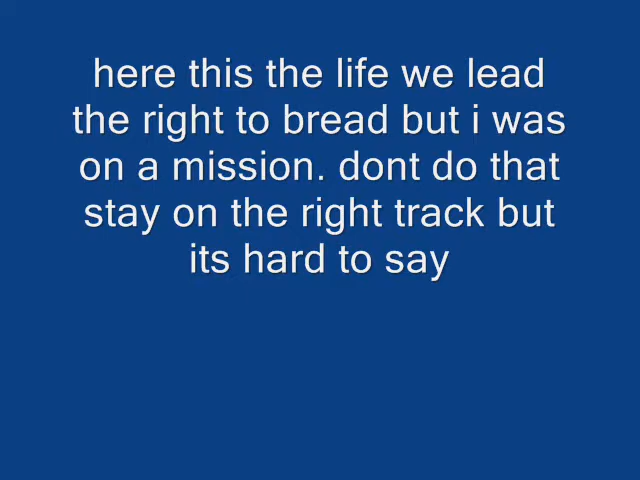 here this the life we lead
the right to bread but i was
on a mission. dont do that
stay on the right track but
its hard to say